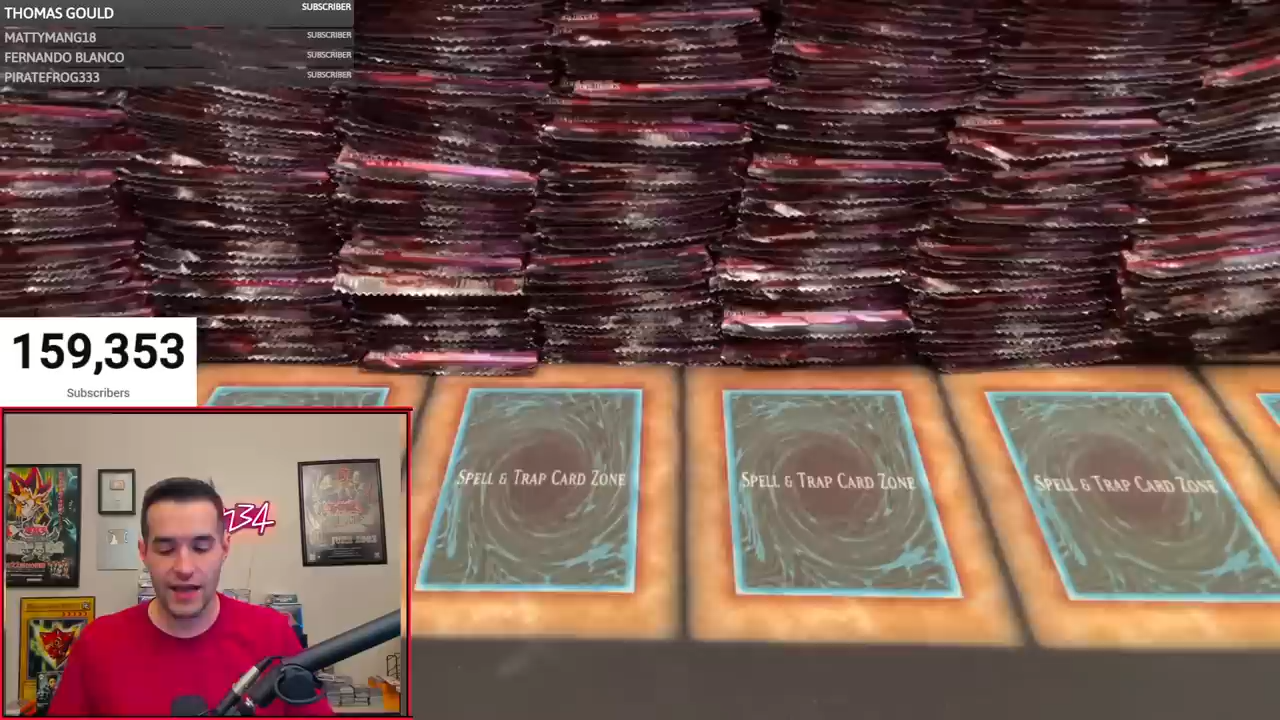 THOMAS GOULD SUBSCRIBER
MATTYMANG18 SUBSCRIBER
FERNANDO BLANCO SUBSCRIBER
PIRATEFROG333 SUBSCRIBER
159,353
Subscribers
SPELL & TRAP CARD ZONE
SPELL & TRAP CARD ZONE
SPELL & TRAP CARD ZONE
734